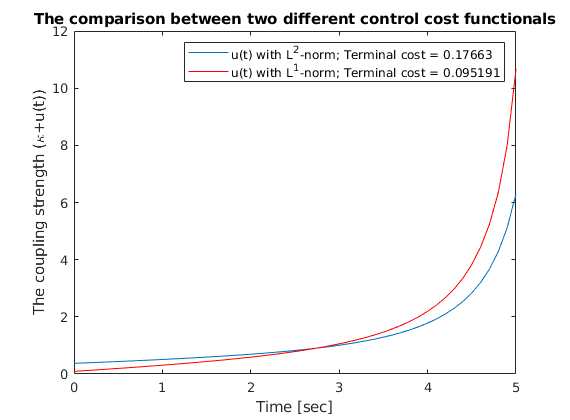 The comparison between two different control cost functionals
u(t) with L²-norm; Terminal cost = 0.17663
u(t) with L¹-norm; Terminal cost = 0.095191
The coupling strength (κ+u(t))
12
10
8
6
4
2
0
0 1 2 3 4 5
Time [sec]